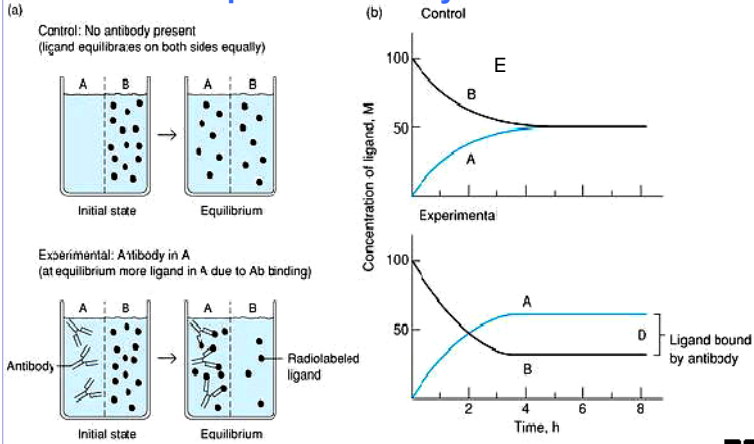 (a)
Control: No antibody present
(ligand equilibrates on both sides equally)
A B
Initial state
Equilibrium
Experimental: Antibody in A
(at equilibrium more ligand in A due to Ab binding)
A B
A B
Antibody
Radiolabeled
ligand
Initial state
Equilibrium
(b)
Control
Concentration of ligand, M
100
50
E
B
A
Experimenta
100
50
A
B
D
Ligand bound
by antibody
2 4 6 8
Time, h